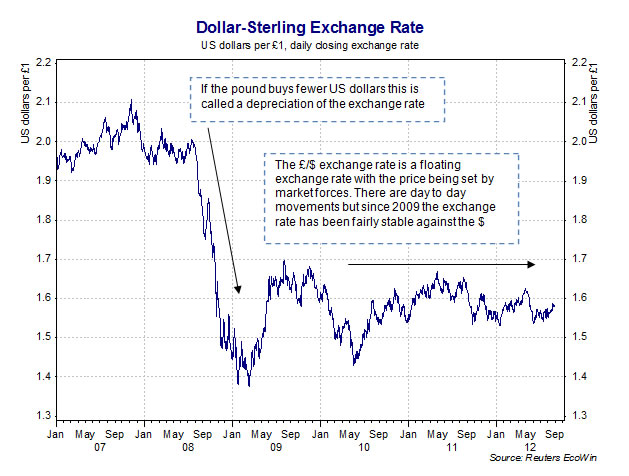 Dollar-Sterling Exchange Rate
US dollars per £1, daily closing exchange rate
US dollars per £1
US dollars per £1
2.2
2.1
2.0
1.9
1.8
1.7
1.6
1.5
1.4
1.3
2.2
2.1
2.0
1.9
1.8
1.7
1.6
1.5
1.4
1.3
If the pound buys fewer US dollars this is
called a depreciation of the exchange rate
The £/$ exchange rate is a floating
exchange rate with the price being set by
market forces. There are day to day
movements but since 2009 the exchange
rate has been fairly stable against the $
Jan May Sep Jan May Sep Jan May Sep Jan May Sep Jan May Sep Jan May Sep
07 08 09 10 11 12
Source: Reuters EcoWin